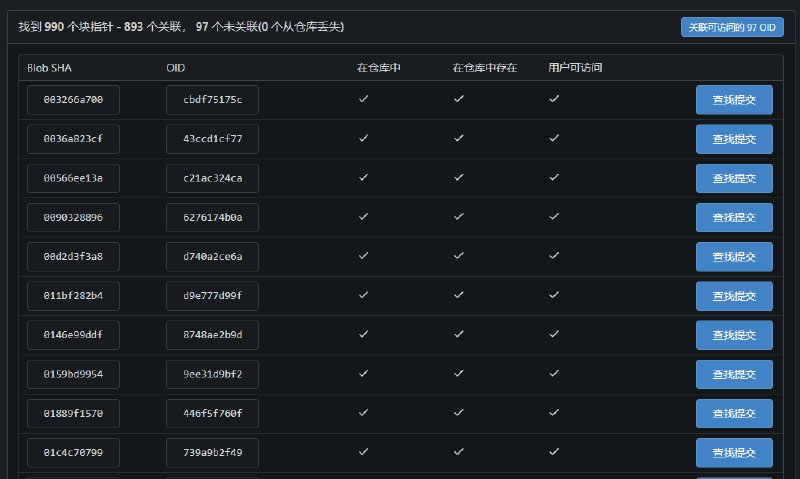 找到 990 个块指针 - 893 个关联， 97 个未关联(0 个从仓库丢失) 关联可访问的 97 OID
Blob SHA OID 在仓库中 在仓库中存在 用户可访问
003266a700 cbdf75175c ✓ ✓ ✓ 查找提交
0036a823cf 43ccd1cf77 ✓ ✓ ✓ 查找提交
00566ee13a c21ac324ca ✓ ✓ ✓ 查找提交
0090328896 6276174b0a ✓ ✓ ✓ 查找提交
00d2d3f3a8 d740a2ce6a ✓ ✓ ✓ 查找提交
011bf282b4 d9e777d99f ✓ ✓ ✓ 查找提交
0146e99ddf 8748ae2b9d ✓ ✓ ✓ 查找提交
0159bd9954 9ee31d9bf2 ✓ ✓ ✓ 查找提交
01889f1570 446f5f760f ✓ ✓ ✓ 查找提交
01c4c70799 739a9b2f49 ✓ ✓ ✓ 查找提交